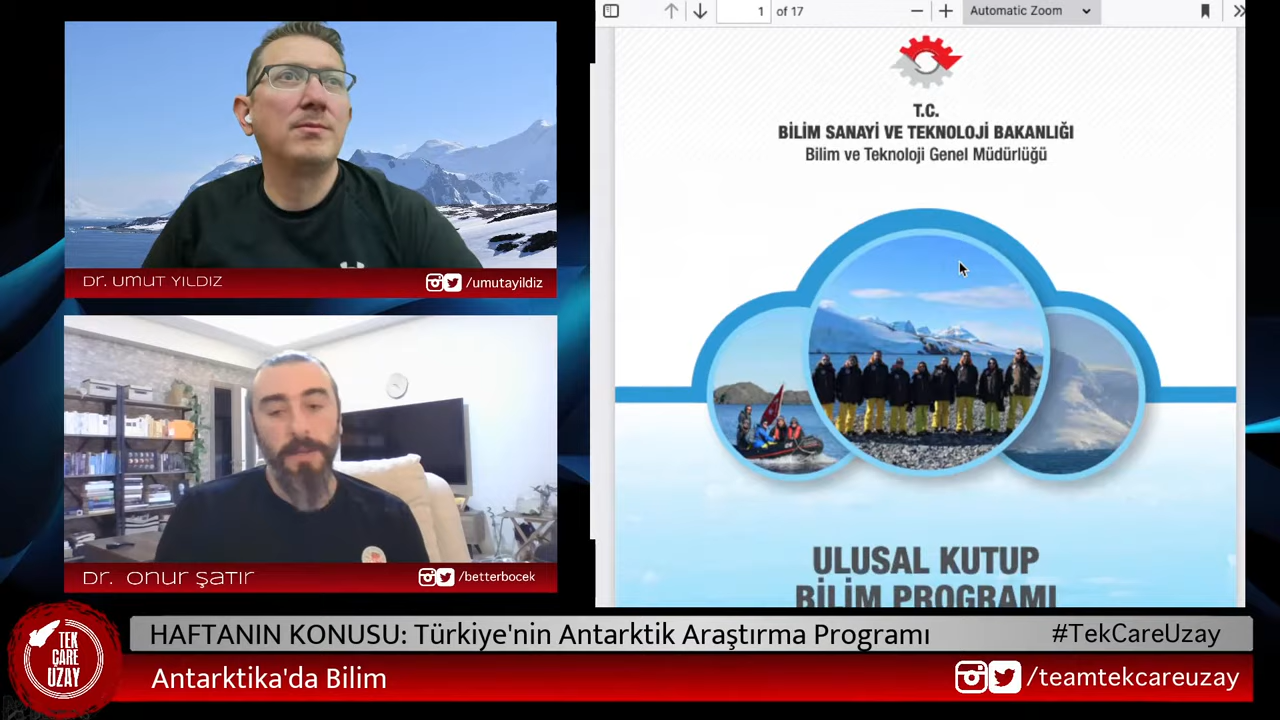 1 of 17
Automatic Zoom
T.C.
BİLİM SANAYİ VE TEKNOLOJİ BAKANLIĞI
Bilim ve Teknoloji Genel Müdürlüğü
ULUSAL KUTUP
BİLİM PROGRAMI
DR. UMUT YILDIZ
/umutayildiz
DR. ONUR ŞATIR
/betterbocek
TEK
ÇARE
UZAY
HAFTANIN KONUSU: Türkiye'nin Antarktik Araştırma Programı
#TekCareUzay
Antarktika'da Bilim
/teamtekcareuzay